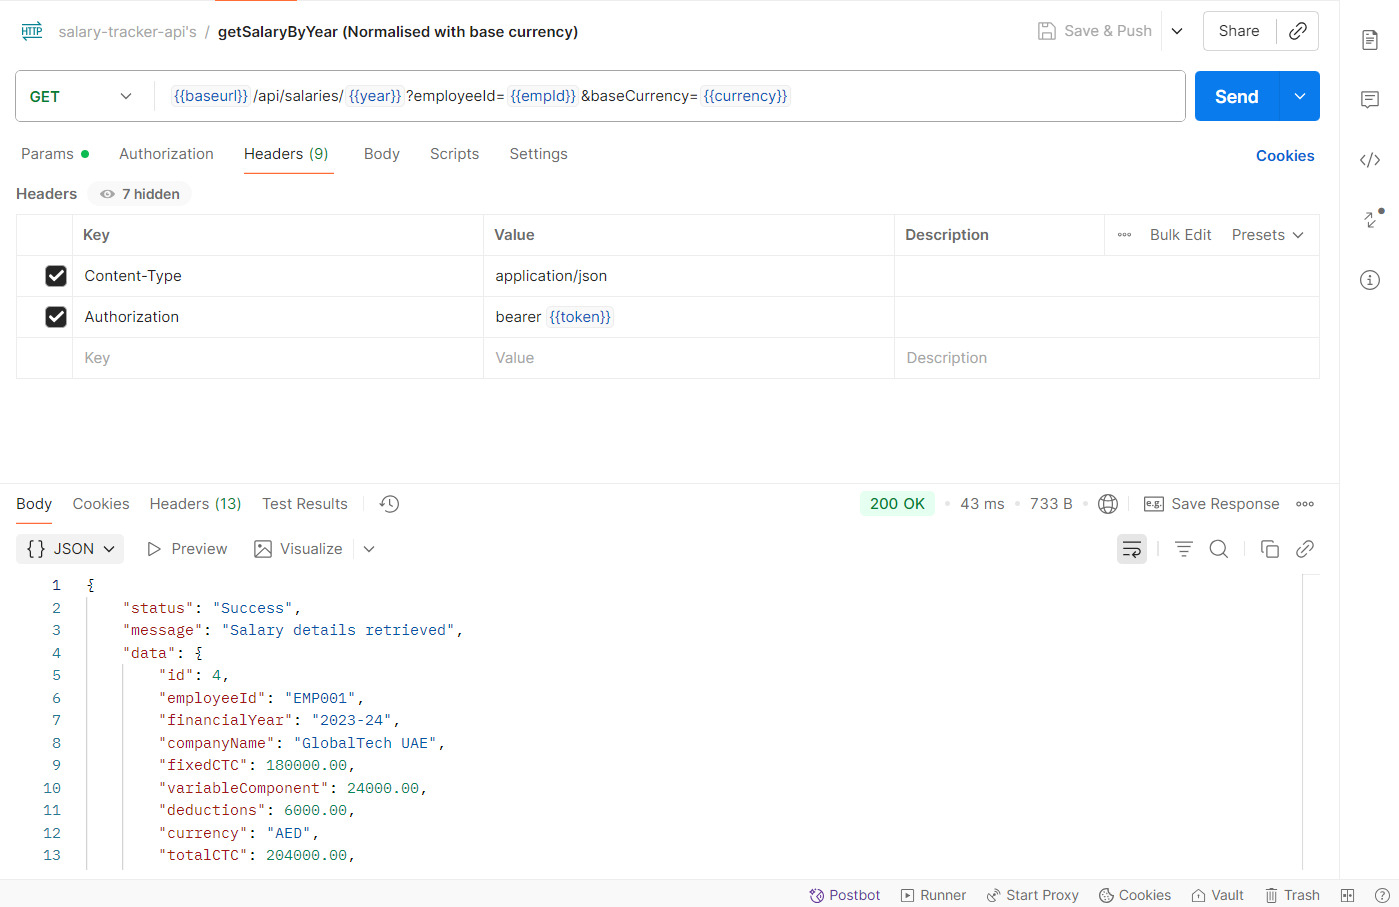 HTTP salary-tracker-api's / getSalaryByYear (Normalised with base currency) Save & Push Share
GET {{baseurl}} /api/salaries/ {{year}} ?employeeId= {{empId}} &baseCurrency= {{currency}} Send
Params Authorization Headers (9) Body Scripts Settings Cookies
Headers 7 hidden
Key Value Description Bulk Edit Presets
Content-Type application/json
Authorization bearer {{token}}
Key Value Description
Body Cookies Headers (13) Test Results 200 OK 43 ms 733 B e.g. Save Response
{} JSON Preview Visualize
1 {
2 "status": "Success",
3 "message": "Salary details retrieved",
4 "data": {
5 "id": 4,
6 "employeeId": "EMP001",
7 "financialYear": "2023-24",
8 "companyName": "GlobalTech UAE",
9 "fixedCTC": 180000.00,
10 "variableComponent": 24000.00,
11 "deductions": 6000.00,
12 "currency": "AED",
13 "totalCTC": 204000.00,
Postbot Runner Start Proxy Cookies Vault Trash